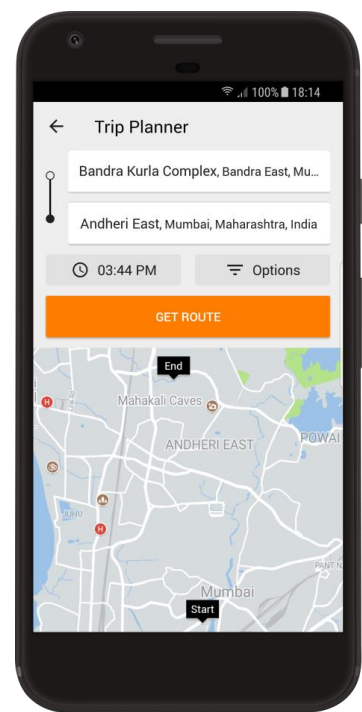 100% 18:14
Trip Planner
Bandra Kurla Complex, Bandra East, Mu...
Andheri East, Mumbai, Maharashtra, India
03:44 PM
Options
GET ROUTE
End
H
Mahakali Caves
ANDHERI EAST
POWAI
JUHU
H
PANT N
Mumbai
Start